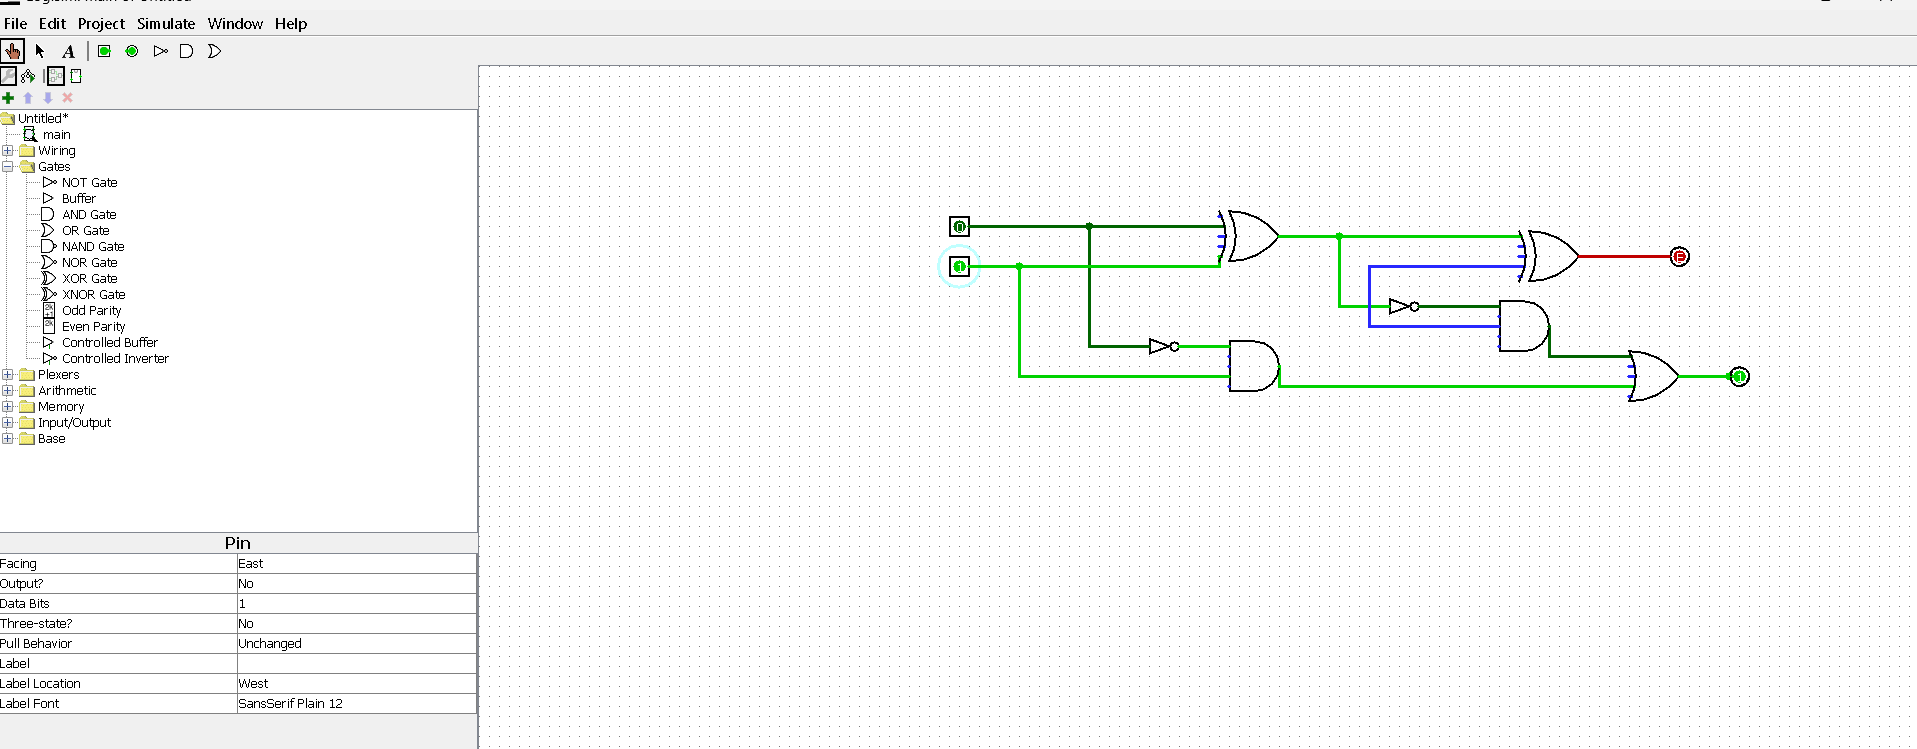 File Edit Project Simulate Window Help
A
Untitled*
main
Wiring
Gates
NOT Gate
Buffer
AND Gate
OR Gate
NAND Gate
NOR Gate
XOR Gate
XNOR Gate
Odd Parity
Even Parity
Controlled Buffer
Controlled Inverter
Plexers
Arithmetic
Memory
Input/Output
Base
Pin
Facing East
Output? No
Data Bits 1
Three-state? No
Pull Behavior Unchanged
Label
Label Location West
Label Font SansSerif Plain 12
0
1
E
1